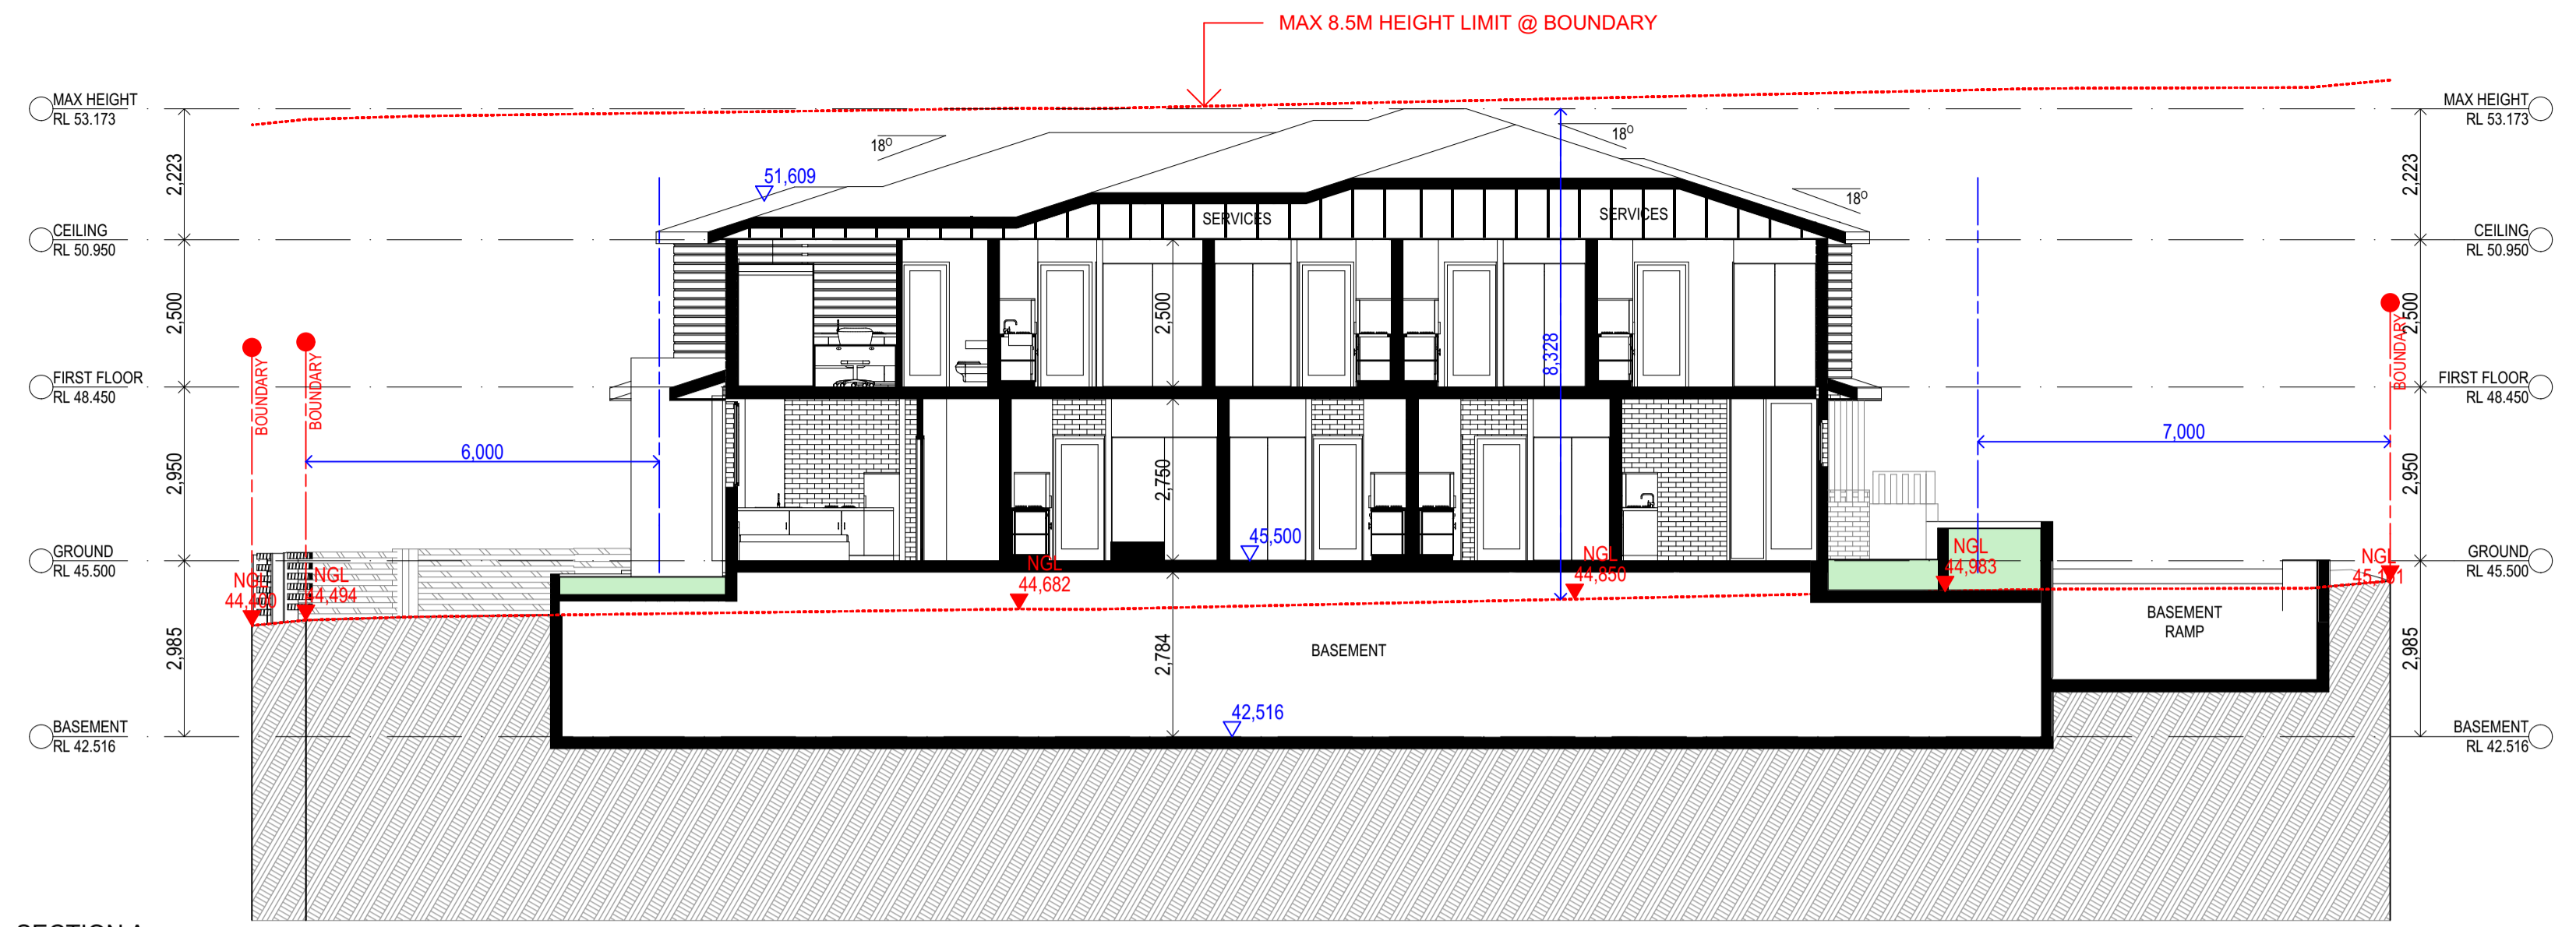 MAX 8.5M HEIGHT LIMIT @ BOUNDARY
MAX HEIGHT
RL 53.173
MAX HEIGHT
RL 53.173
18O
18O
18O
2,223
2,223
51,609
SERVICES
SERVICES
CEILING
RL 50.950
CEILING
RL 50.950
2,500
2,500
2,500
8,328
BOUNDARY
BOUNDARY
BOUNDARY
FIRST FLOOR
RL 48.450
FIRST FLOOR
RL 48.450
6,000
7,000
2,950
2,750
2,950
45,500
GROUND
RL 45.500
GROUND
RL 45.500
NGL
NGL
44,494
NGL
44,682
NGL
44,850
NGL
44,983
NGL
BASEMENT
RAMP
2,985
2,784
BASEMENT
2,985
42,516
BASEMENT
RL 42.516
BASEMENT
RL 42.516
SECTION A